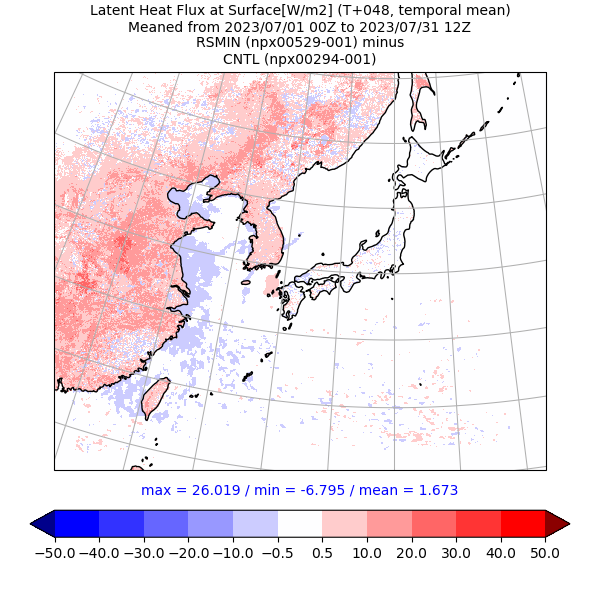 Latent Heat Flux at Surface[W/m2] (T+048, temporal mean)
Meaned from 2023/07/01 00Z to 2023/07/31 12Z
RSMIN (npx00529-001) minus
CNTL (npx00294-001)
max = 26.019 / min = -6.795 / mean = 1.673
−50.0 −40.0 −30.0 −20.0 −10.0 −0.5 0.5 10.0 20.0 30.0 40.0 50.0